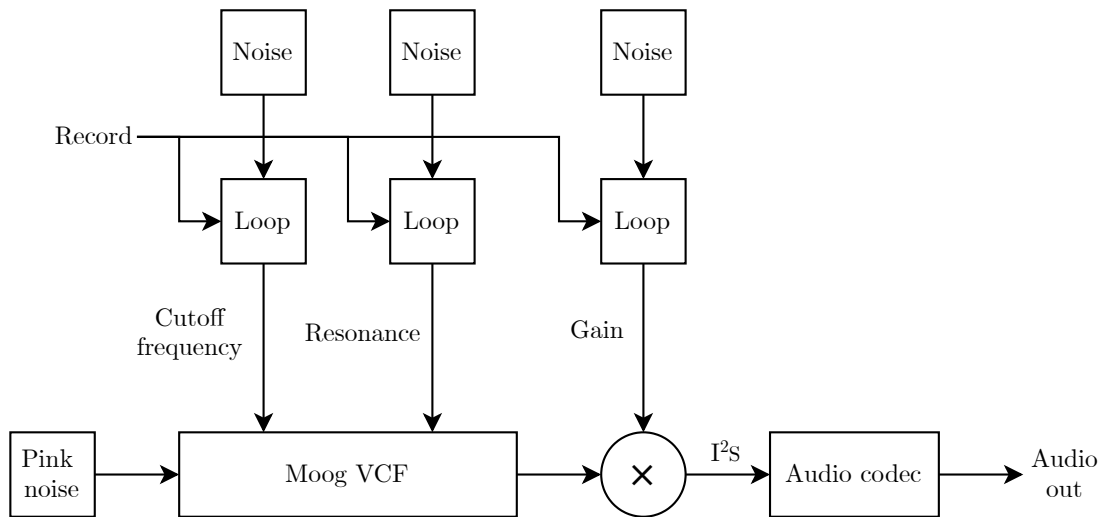 Noise
Noise
Noise
Record
Loop
Loop
Loop
Cutoff
frequency
Resonance
Gain
Pink
noise
Moog VCF
×
I²S
Audio codec
Audio
out